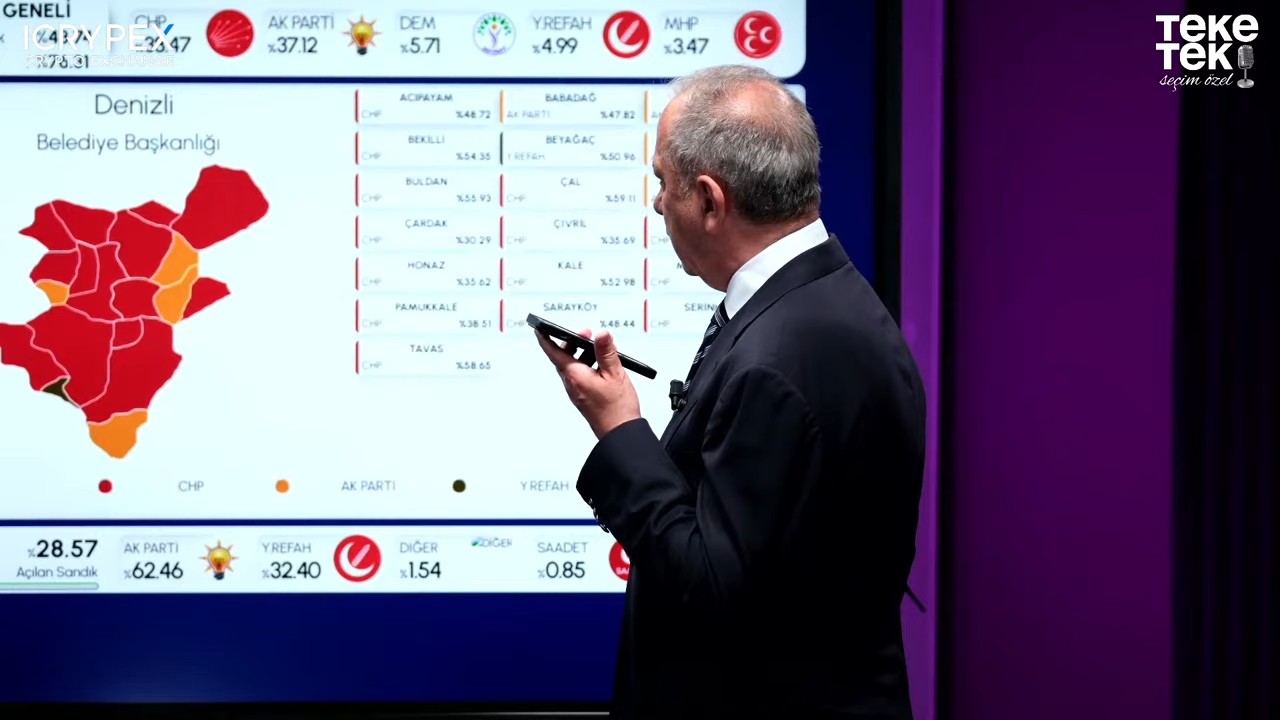 GENELİ
CHP
AK PARTİ
%37.12
DEM
%5.71
Y.REFAH
%4.99
MHP
%3.47
ICRYPEX
TEKE
TEK
seçim özel
Denizli
Belediye Başkanlığı
ACIPAYAM
CHP %48.72
BABADAĞ
AK PARTİ %47.82
BEKİLLİ
CHP %54.35
BEYAĞAÇ
Y.REFAH %50.96
BULDAN
CHP %55.93
ÇAL
CHP %59.11
ÇARDAK
CHP %30.29
ÇİVRİL
CHP %35.69
HONAZ
CHP %35.62
KALE
CHP %52.98
PAMUKKALE
CHP %38.51
SARAYKÖY
CHP %48.44
SERİN
CHP
TAVAS
CHP %58.65
CHP
AK PARTİ
Y.REFAH
%28.57
Açılan Sandık
AK PARTİ
%62.46
Y.REFAH
%32.40
DİĞER
%1.54
DİĞER
SAADET
%0.85